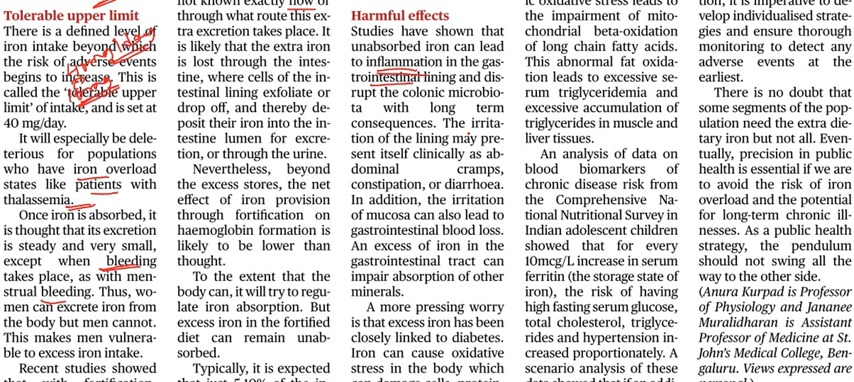 Tolerable upper limit
There is a defined level of
iron intake beyond which
the risk of adverse events
begins to increase. This is
called the ‘tolerable upper
limit’ of intake, and is set at
40 mg/day.
It will especially be dele-
terious for populations
who have iron overload
states like patients with
thalassemia.
Once iron is absorbed, it
is thought that its excretion
is steady and very small,
except when bleeding
takes place, as with men-
strual bleeding. Thus, wo-
men can excrete iron from
the body but men cannot.
This makes men vulnera-
ble to excess iron intake.
Recent studies showed
that with fortification
not known exactly how or
through what route this ex-
tra excretion takes place. It
is likely that the extra iron
is lost through the intes-
tine, where cells of the in-
testinal lining exfoliate or
drop off, and thereby de-
posit their iron into the in-
testine lumen for excre-
tion, or through the urine.
Nevertheless, beyond
the excess stores, the net
effect of iron provision
through fortification on
haemoglobin formation is
likely to be lower than
thought.
To the extent that the
body can, it will try to regu-
late iron absorption. But
excess iron in the fortified
diet can remain unab-
sorbed.
Typically, it is expected
that just 5-10% of the in-
Harmful effects
Studies have shown that
unabsorbed iron can lead
to inflammation in the gas-
trointestinal lining and dis-
rupt the colonic microbio-
ta with long term
consequences. The irrita-
tion of the lining may pre-
sent itself clinically as ab-
dominal cramps,
constipation, or diarrhoea.
In addition, the irritation
of mucosa can also lead to
gastrointestinal blood loss.
An excess of iron in the
gastrointestinal tract can
impair absorption of other
minerals.
A more pressing worry
is that excess iron has been
closely linked to diabetes.
Iron can cause oxidative
stress in the body which
can damage cells, protein,
ic oxidative stress leads to
the impairment of mito-
chondrial beta-oxidation
of long chain fatty acids.
This abnormal fat oxida-
tion leads to excessive se-
rum triglyceridemia and
excessive accumulation of
triglycerides in muscle and
liver tissues.
An analysis of data on
blood biomarkers of
chronic disease risk from
the Comprehensive Na-
tional Nutritional Survey in
Indian adolescent children
showed that for every
10mcg/L increase in serum
ferritin (the storage state of
iron), the risk of having
high fasting serum glucose,
total cholesterol, triglyce-
rides and hypertension in-
creased proportionately. A
scenario analysis of these
data showed that if an addi-
tion, it is imperative to de-
velop individualised strate-
gies and ensure thorough
monitoring to detect any
adverse events at the
earliest.
There is no doubt that
some segments of the pop-
ulation need the extra die-
tary iron but not all. Even-
tually, precision in public
health is essential if we are
to avoid the risk of iron
overload and the potential
for long-term chronic ill-
nesses. As a public health
strategy, the pendulum
should not swing all the
way to the other side.
(Anura Kurpad is Professor
of Physiology and Jananee
Muralidharan is Assistant
Professor of Medicine at St.
John’s Medical College, Ben-
galuru. Views expressed are
personal.)